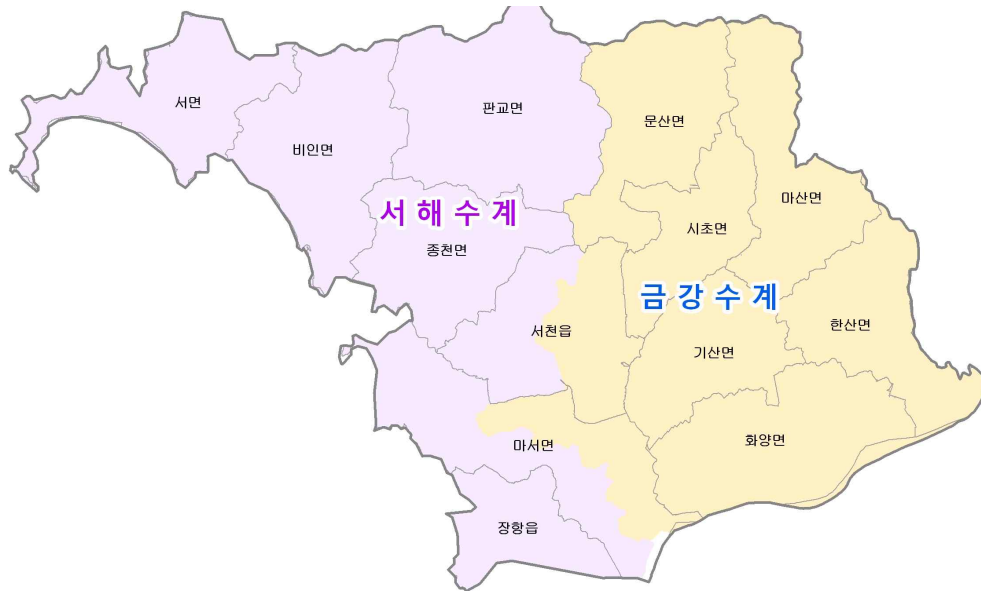 서면
판교면
문산면
비인면
마산면
서 해 수 계
시초면
종천면
금 강 수 계
서천읍
한산면
기산면
마서면
화양면
장항읍